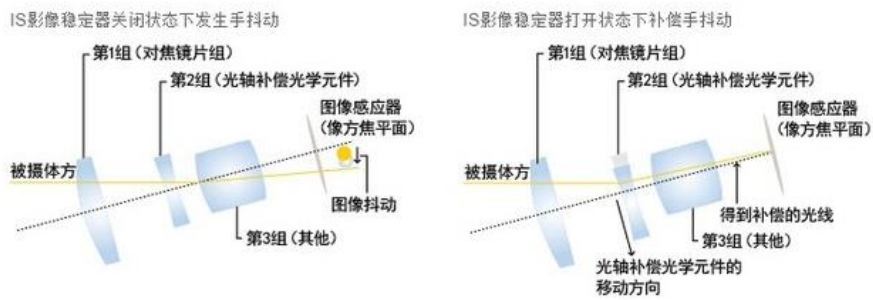 IS影像稳定器关闭状态下发生手抖动
第1组(对焦镜片组)
第2组(光轴补偿光学元件)
图像感应器
(像方焦平面)
被摄体方
图像抖动
第3组(其他)
IS影像稳定器打开状态下补偿手抖动
第1组(对焦镜片组)
第2组(光轴补偿光学元件)
图像感应器
(像方焦平面)
被摄体方
得到补偿的光线
第3组(其他)
光轴补偿光学元件的
移动方向